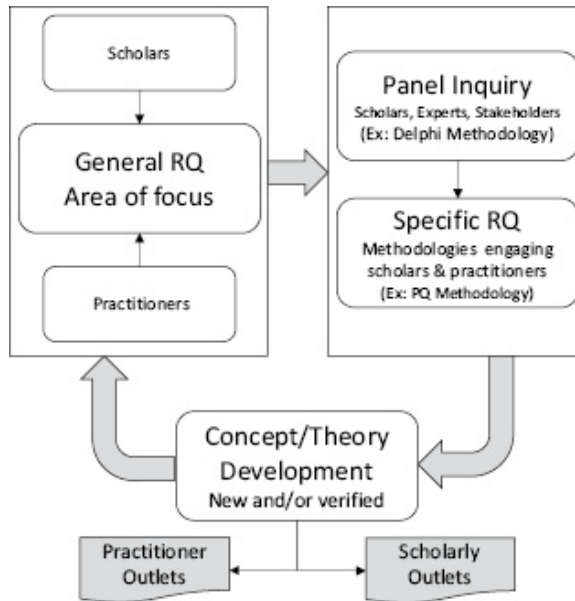 Scholars
General RQ
Area of focus
Practitioners
Panel Inquiry
Scholars, Experts, Stakeholders
(Ex: Delphi Methodology)
Specific RQ
Methodologies engaging
scholars & practitioners
(Ex: PQ Methodology)
Concept/Theory
Development
New and/or verified
Practitioner
Outlets
Scholarly
Outlets